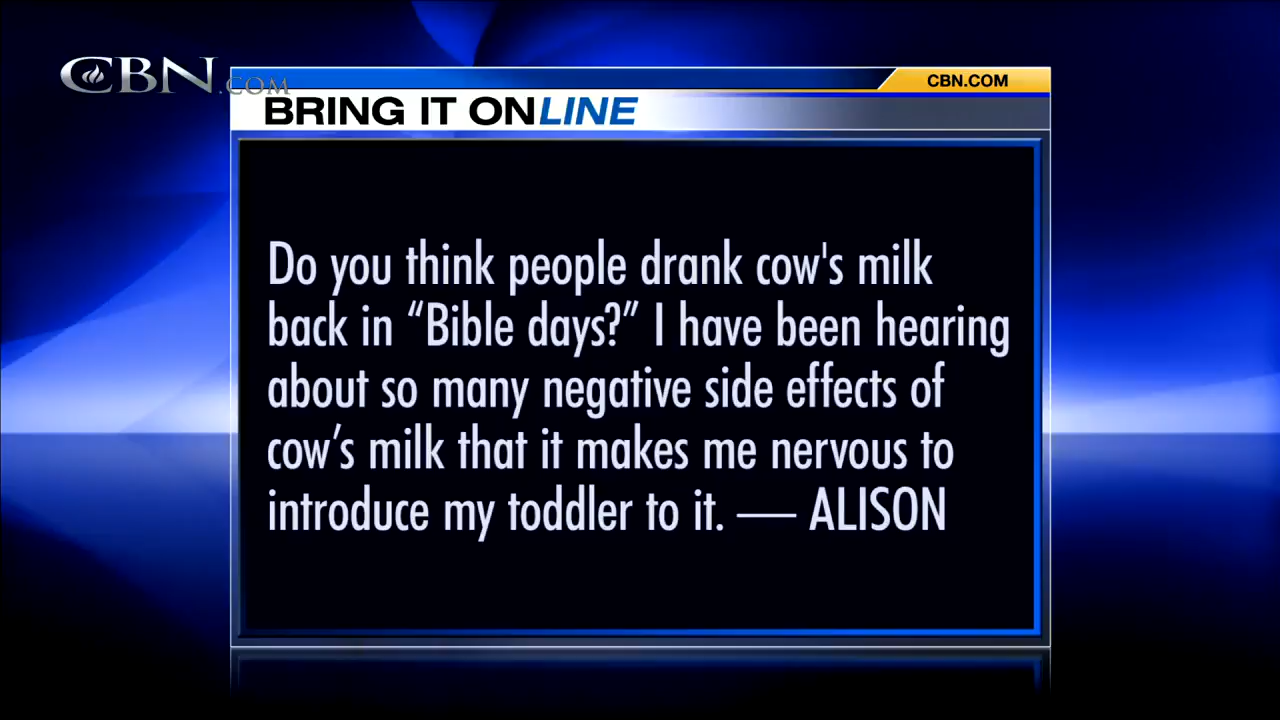 CBN.COM
CBN.COM
BRING IT ONLINE
Do you think people drank cow's milk
back in “Bible days?” I have been hearing
about so many negative side effects of
cow’s milk that it makes me nervous to
introduce my toddler to it. — ALISON